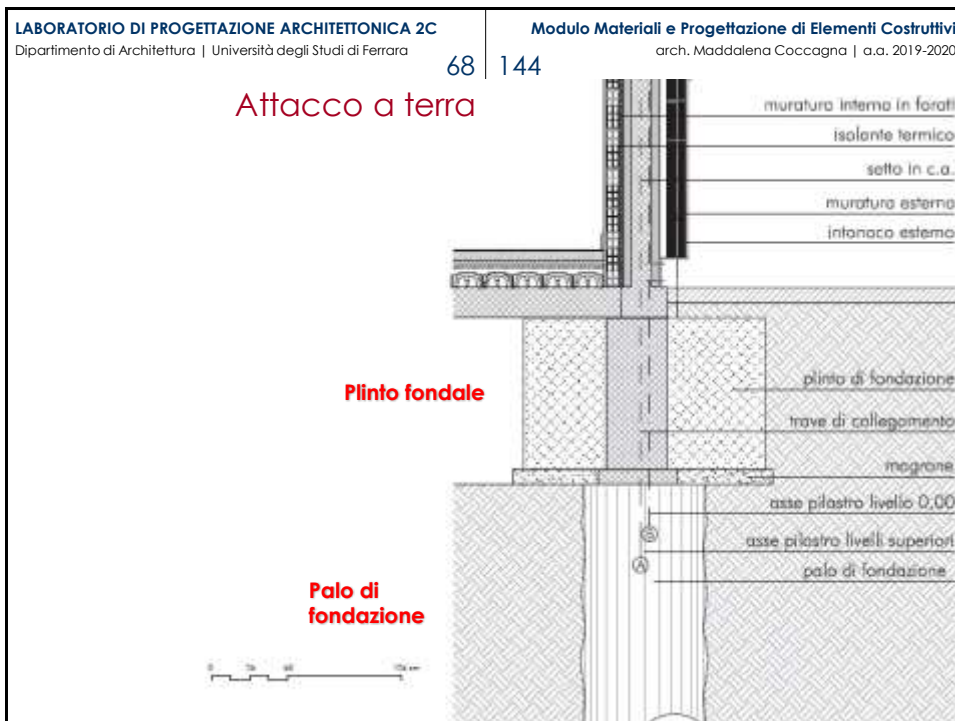 LABORATORIO DI PROGETTAZIONE ARCHITETTONICA 2C
Dipartimento di Architettura | Università degli Studi di Ferrara
Modulo Materiali e Progettazione di Elementi Costruttivi
arch. Maddalena Coccagna | a.a. 2019-2020
68 | 144
Attacco a terra
muratura interna in forati
isolante termico
setto in c.a.
muratura esterna
intonaco esterno
Plinto fondale
plinto di fondazione
trave di collegamento
magrone
asse pilastro livello 0,00
B
asse pilastro livelli superiori
A
palo di fondazione
Palo di
fondazione